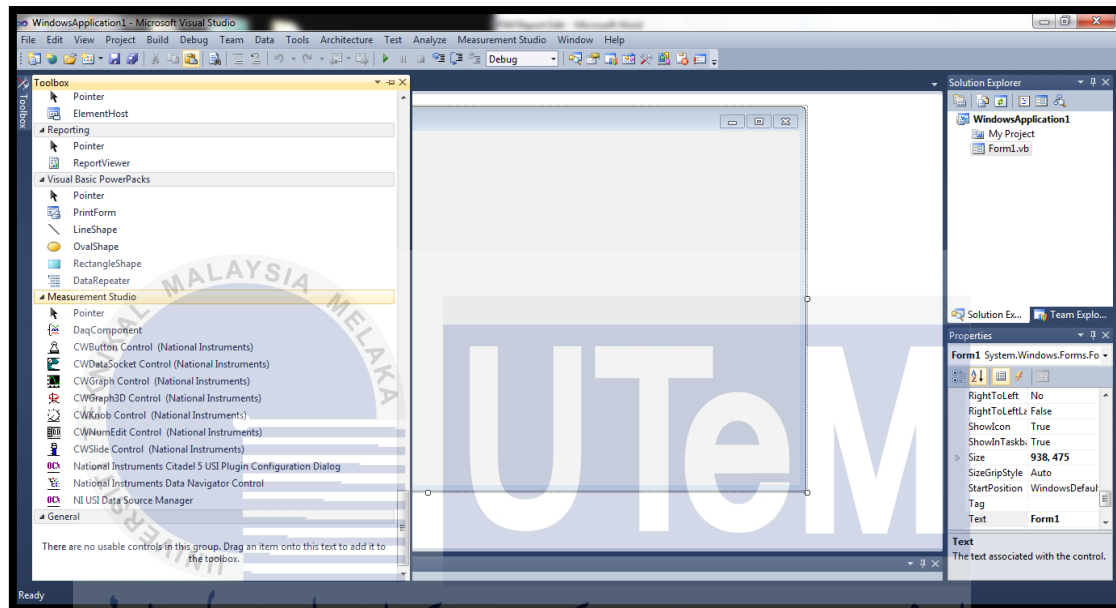 WindowsApplication1 - Microsoft Visual Studio
File Edit View Project Build Debug Team Data Tools Architecture Test Analyze Measurement Studio Window Help
Debug
Toolbox
Toolbox
Pointer
ElementHost
Reporting
Pointer
ReportViewer
Visual Basic PowerPacks
Pointer
PrintForm
LineShape
OvalShape
RectangleShape
DataRepeater
Measurement Studio
Pointer
DaqComponent
CWButton Control (National Instruments)
CWDataSocket Control (National Instruments)
CWGraph Control (National Instruments)
CWGraph3D Control (National Instruments)
CWKnob Control (National Instruments)
CWNumEdit Control (National Instruments)
CWSlide Control (National Instruments)
National Instruments Citadel 5 USI Plugin Configuration Dialog
National Instruments Data Navigator Control
NI USI Data Source Manager
General
There are no usable controls in this group. Drag an item onto this text to add it to
the toolbox.
Solution Explorer
WindowsApplication1
My Project
Form1.vb
Solution Ex... Team Explo...
Properties
Form1 System.Windows.Forms.Fo
RightToLeft No
RightToLeftLa False
ShowIcon True
ShowInTaskb True
Size 938, 475
SizeGripStyle Auto
StartPosition WindowsDefaul
Tag
Text Form1
Text
The text associated with the control.
Ready
UNIVERSITI TEKNIKAL MALAYSIA MELAKA
UTeM